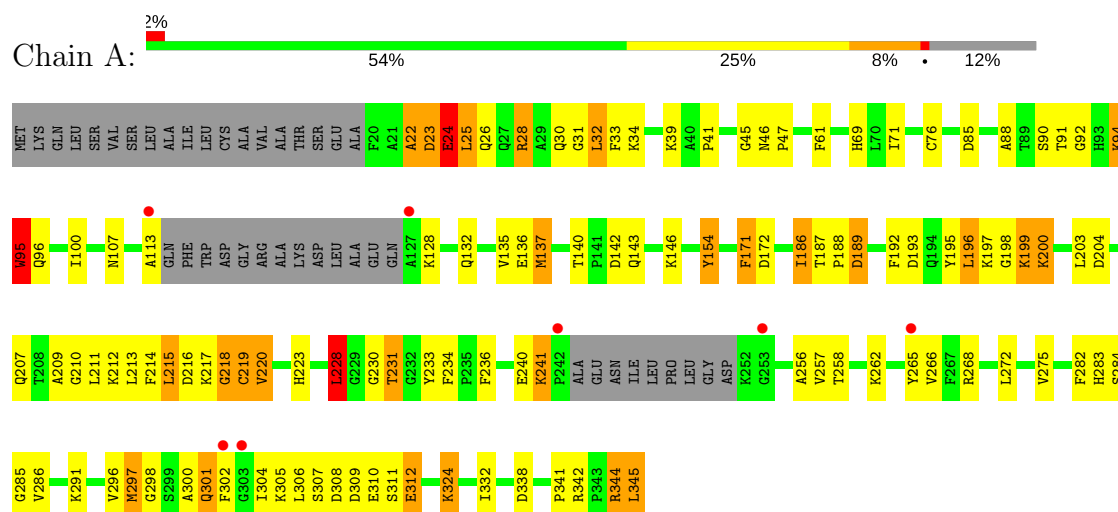 2%
Chain A:
54% 25% 8% • 12%
MET LYS GLN LEU SER VAL SER LEU ALA ILE LEU CYS ALA VAL ALA THR SER GLU ALA F20 A21 A22 D23 E24 L25 Q26 Q27 R28 A29 Q30 G31 L32 F33 K34 K39 A40 P41 G45 N46 P47 F61 H69 L70 I71 C76 D85 A88 T89 S90 T91 G92 H93 K94
W95 Q96 I100 N107 A113 GLN PHE TRP ASP GLY ARG ALA LYS ASP LEU ALA GLU GLN A127 K128 Q132 V135 E136 M137 T140 P141 D142 Q143 K146 Y154 F171 D172 I186 T187 P188 D189 F192 D193 Q194 Y195 L196 K197 G198 K199 K200 L203 D204
Q207 T208 A209 G210 L211 K212 L213 F214 L215 D216 K217 G218 C219 V220 H223 L228 G229 G230 T231 G232 Y233 F234 P235 F236 E240 K241 P242 ALA GLU ASN ILE LEU PRO LEU GLY ASP K252 G253 A256 V257 T258 K262 Y265 V266 F267 R268 L272 V275 F282 H283 S284
G285 V286 K291 V296 M297 G298 S299 A300 Q301 F302 G303 I304 K305 L306 S307 D308 D309 E310 S311 E312 K324 I332 D338 P341 R342 P343 R344 L345